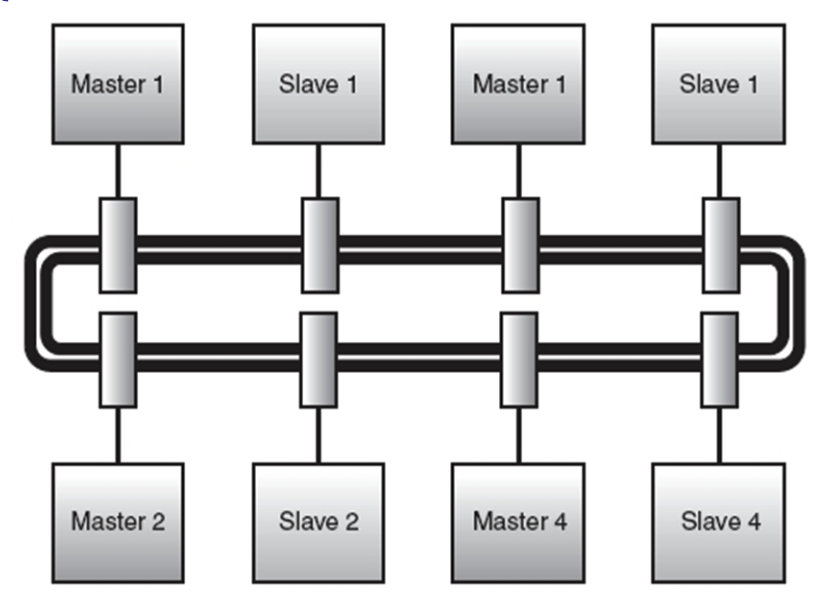 Master 1
Slave 1
Master 1
Slave 1
Master 2
Slave 2
Master 4
Slave 4